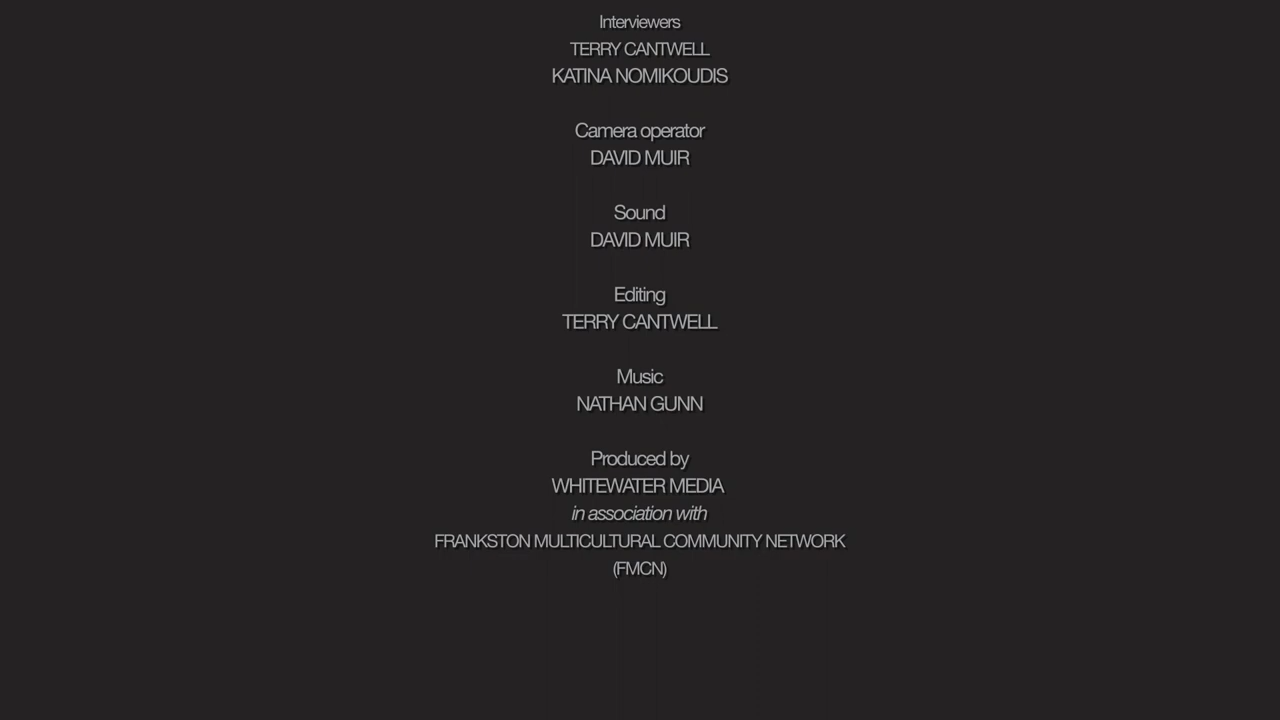 Interviewers
TERRY CANTWELL
KATINA NOMIKOUDIS
Camera operator
DAVID MUIR
Sound
DAVID MUIR
Editing
TERRY CANTWELL
Music
NATHAN GUNN
Produced by
WHITEWATER MEDIA
in association with
FRANKSTON MULTICULTURAL COMMUNITY NETWORK
(FMCN)